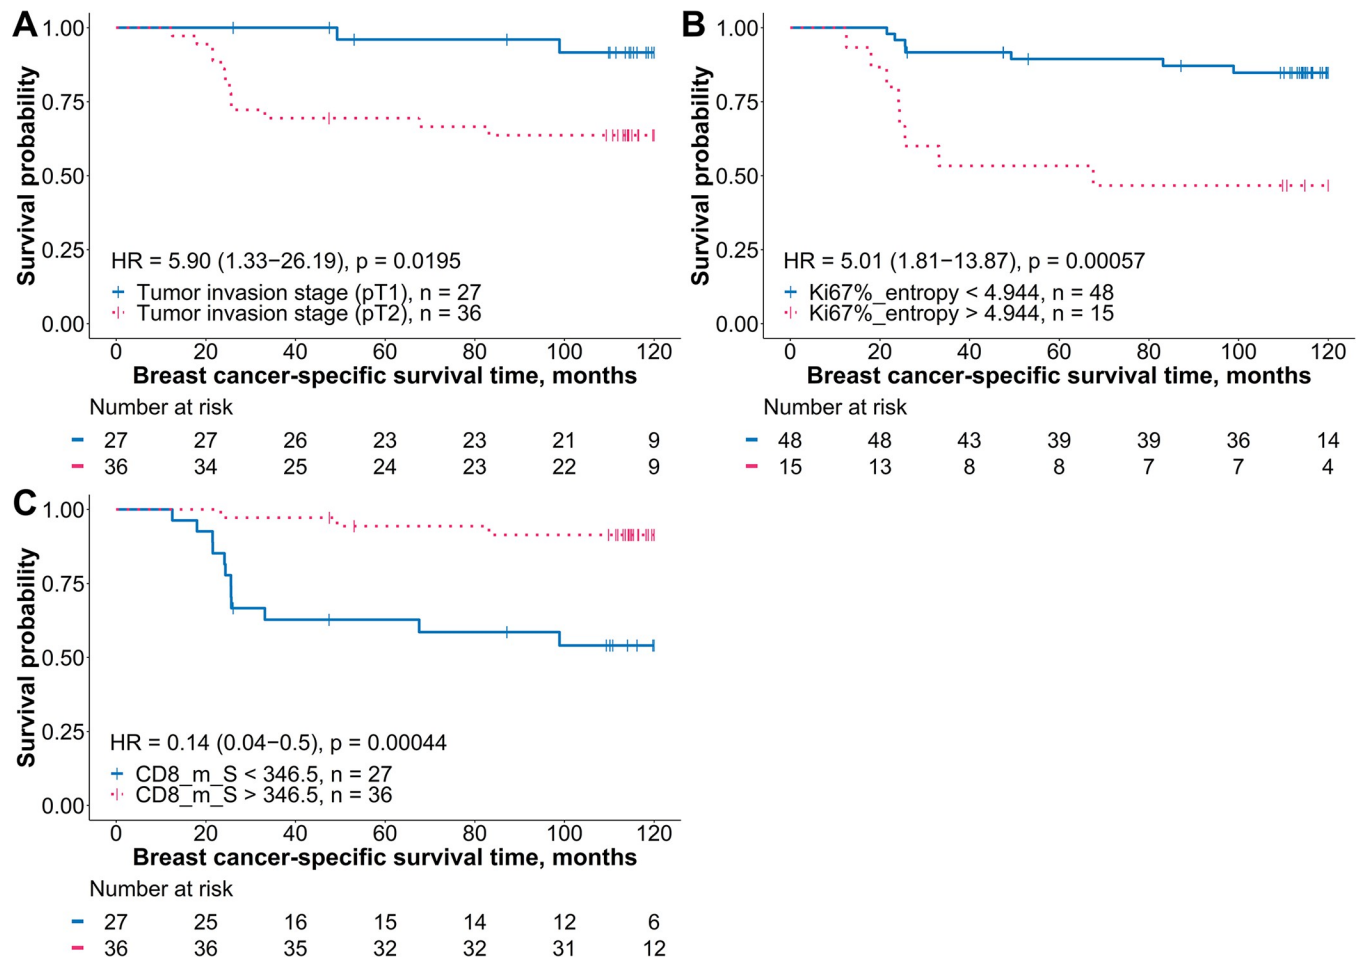 A
Survival probability
1.00
0.75
0.50
0.25
0.00
HR = 5.90 (1.33−26.19), p = 0.0195
Tumor invasion stage (pT1), n = 27
Tumor invasion stage (pT2), n = 36
0 20 40 60 80 100 120
Breast cancer-specific survival time, months
Number at risk
27 27 26 23 23 21 9
36 34 25 24 23 22 9
B
Survival probability
1.00
0.75
0.50
0.25
0.00
HR = 5.01 (1.81−13.87), p = 0.00057
Ki67%_entropy < 4.944, n = 48
Ki67%_entropy > 4.944, n = 15
0 20 40 60 80 100 120
Breast cancer-specific survival time, months
Number at risk
48 48 43 39 39 36 14
15 13 8 8 7 7 4
C
Survival probability
1.00
0.75
0.50
0.25
0.00
HR = 0.14 (0.04−0.5), p = 0.00044
CD8_m_S < 346.5, n = 27
CD8_m_S > 346.5, n = 36
0 20 40 60 80 100 120
Breast cancer-specific survival time, months
Number at risk
27 25 16 15 14 12 6
36 36 35 32 32 31 12